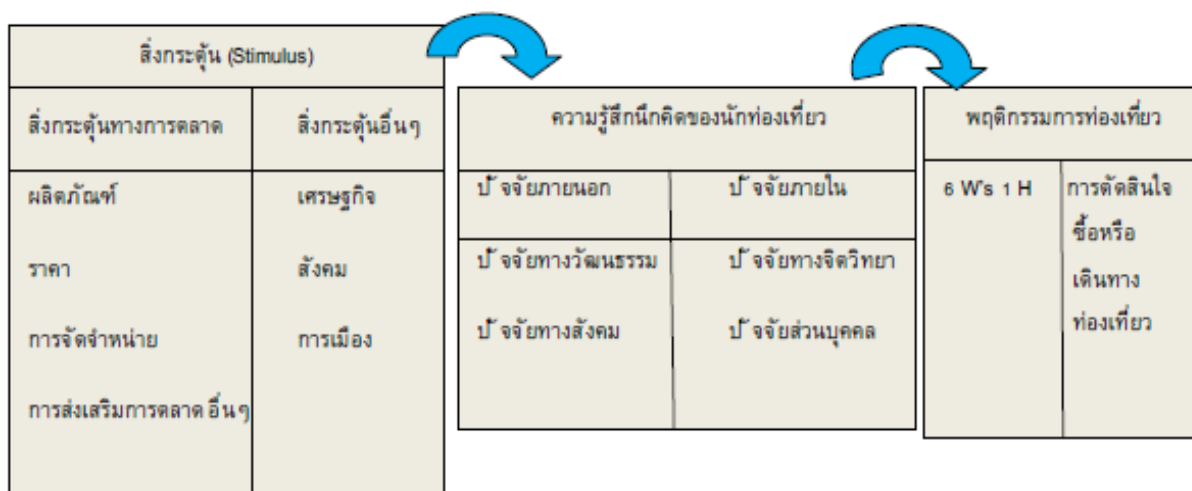 สิ่งกระตุ้น (Stimulus)
สิ่งกระตุ้นทางการตลาด
สิ่งกระตุ้นอื่นๆ
ผลิตภัณฑ์
เศรษฐกิจ
ราคา
สังคม
การจัดจำหน่าย
การเมือง
การส่งเสริมการตลาด อื่นๆ
ความรู้สึกนึกคิดของนักท่องเที่ยว
ปัจจัยภายนอก
ปัจจัยภายใน
ปัจจัยทางวัฒนธรรม
ปัจจัยทางจิตวิทยา
ปัจจัยทางสังคม
ปัจจัยส่วนบุคคล
พฤติกรรมการท่องเที่ยว
6 W's 1 H
การตัดสินใจ
ซื้อหรือ
เดินทาง
ท่องเที่ยว